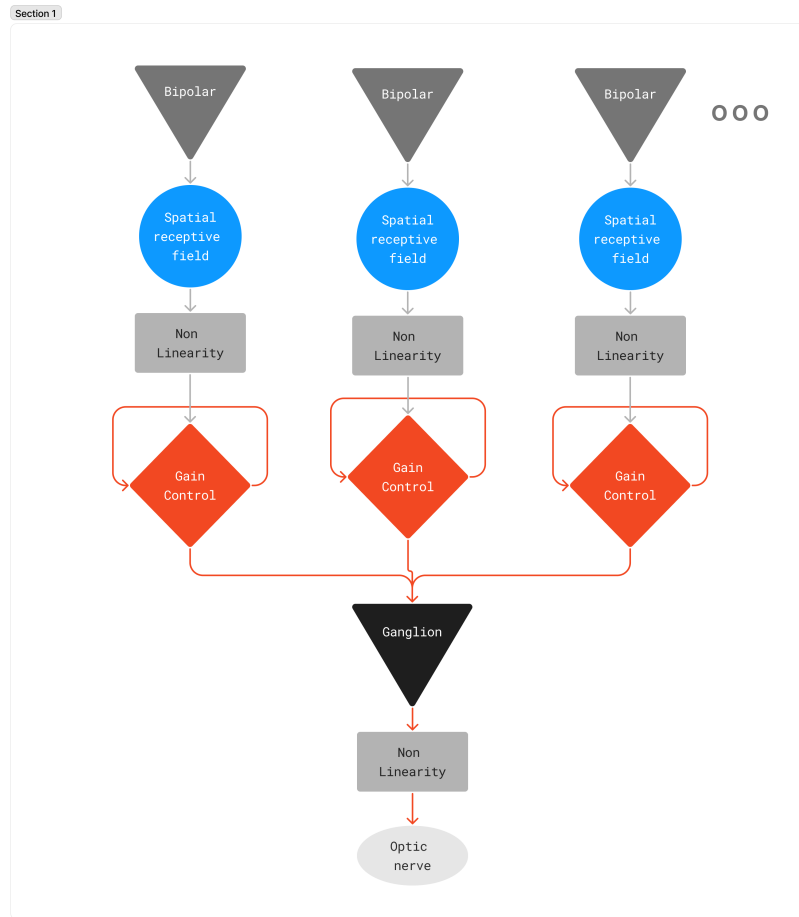 Section 1
Bipolar
Bipolar
Bipolar
ooo
Spatial
receptive
field
Spatial
receptive
field
Spatial
receptive
field
Non
Linearity
Non
Linearity
Non
Linearity
Gain
Control
Gain
Control
Gain
Control
Ganglion
Non
Linearity
Optic
nerve